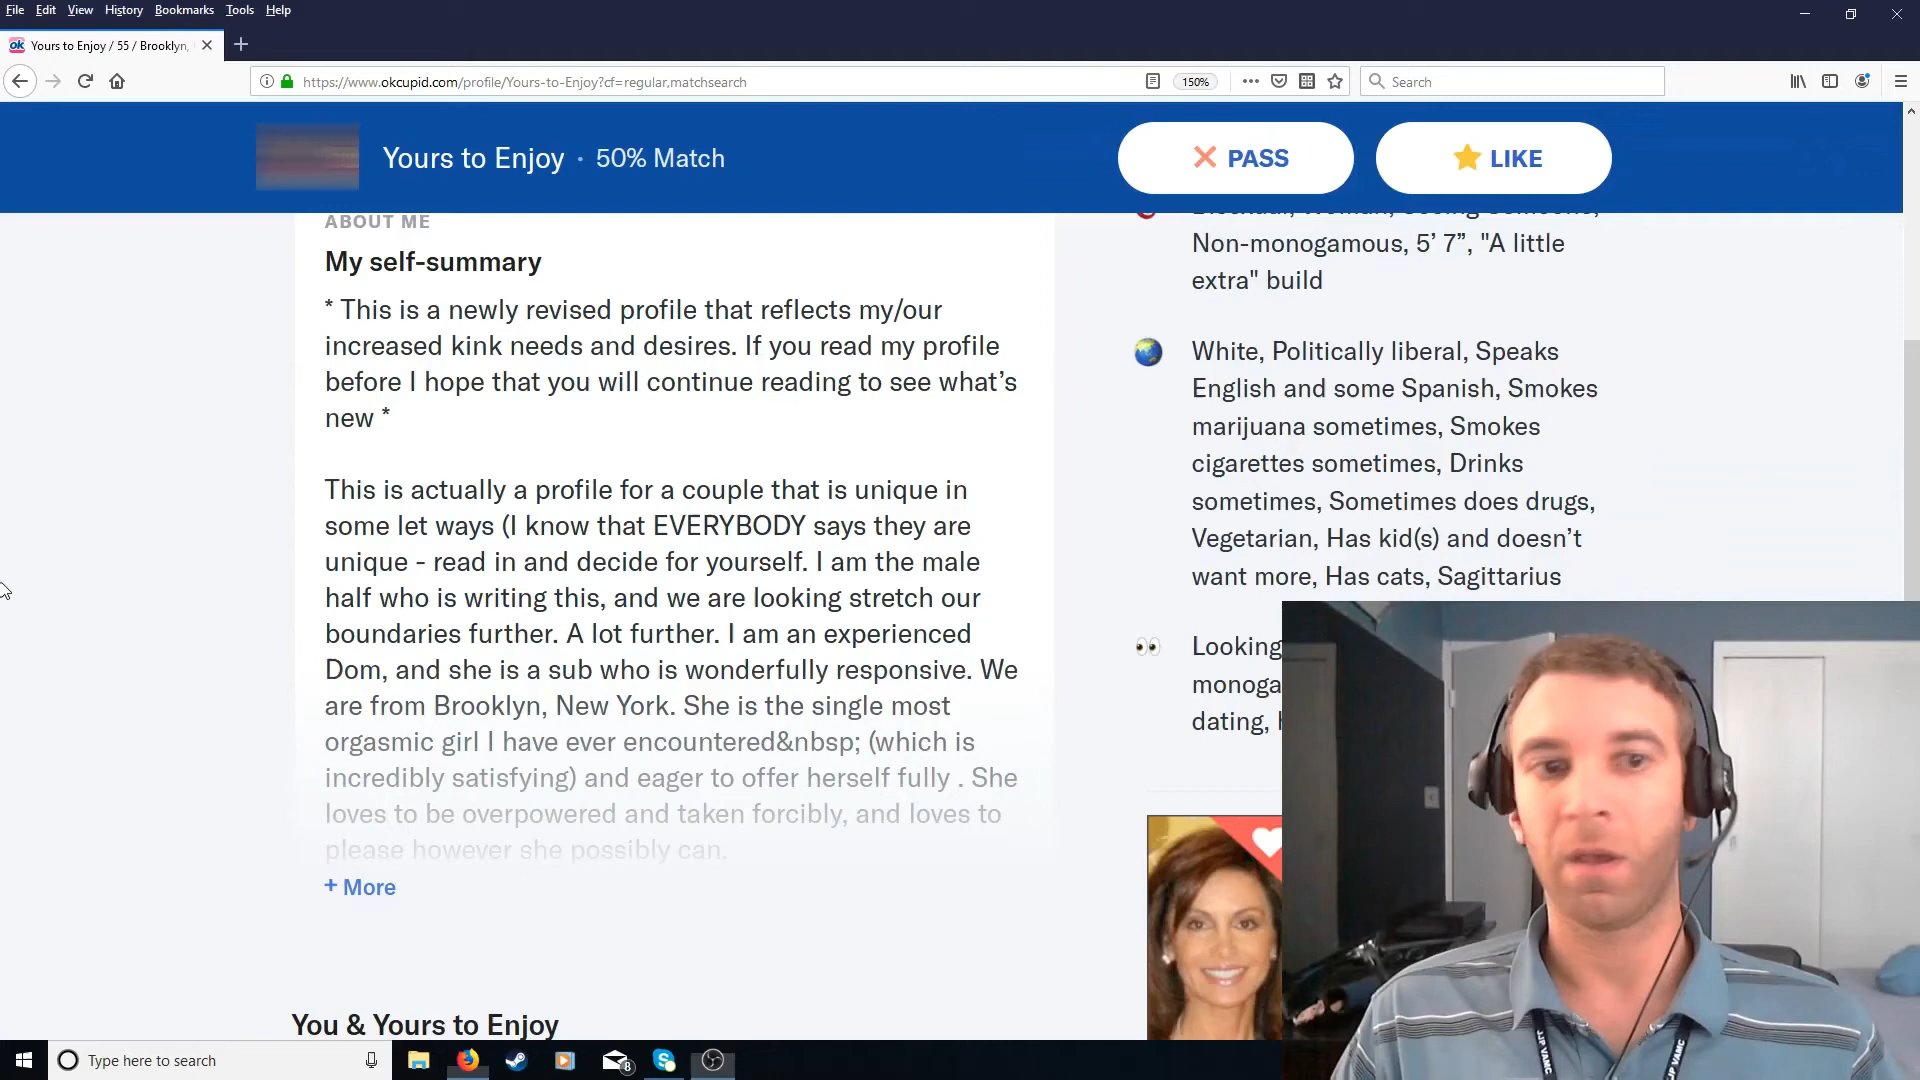 File Edit View History Bookmarks Tools Help
Yours to Enjoy / 55 / Brooklyn,
https://www.okcupid.com/profile/Yours-to-Enjoy?cf=regular,matchsearch
150%
Search
Yours to Enjoy · 50% Match
PASS
LIKE
ABOUT ME
My self-summary
* This is a newly revised profile that reflects my/our
increased kink needs and desires. If you read my profile
before I hope that you will continue reading to see what’s
new *
This is actually a profile for a couple that is unique in
some let ways (I know that EVERYBODY says they are
unique - read in and decide for yourself. I am the male
half who is writing this, and we are looking stretch our
boundaries further. A lot further. I am an experienced
Dom, and she is a sub who is wonderfully responsive. We
are from Brooklyn, New York. She is the single most
orgasmic girl I have ever encountered&nbsp; (which is
incredibly satisfying) and eager to offer herself fully . She
loves to be overpowered and taken forcibly, and loves to
please however she possibly can.
+ More
You & Yours to Enjoy
Non-monogamous, 5’ 7”, "A little
extra" build
White, Politically liberal, Speaks
English and some Spanish, Smokes
marijuana sometimes, Smokes
cigarettes sometimes, Drinks
sometimes, Sometimes does drugs,
Vegetarian, Has kid(s) and doesn’t
want more, Has cats, Sagittarius
Looking
monoga
dating,
JJP VAMC
Type here to search
8